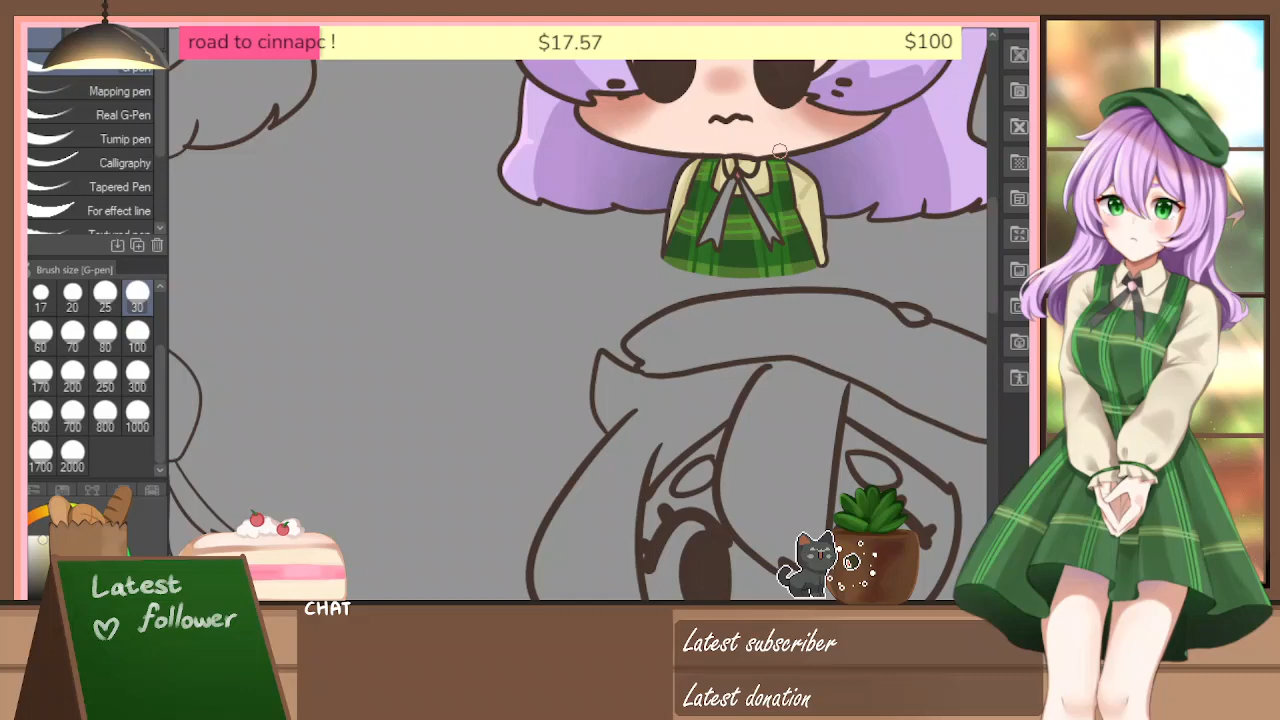 road to cinnapc ! $17.57 $100
Mapping pen
Real G-Pen
Turnip pen
Calligraphy
Tapered Pen
For effect line
Brush size [G-pen]
17 20 25 30
60 70 80 100
170 200 250 300
600 700 800 1000
1700 2000
Latest
follower
CHAT
Latest subscriber
Latest donation